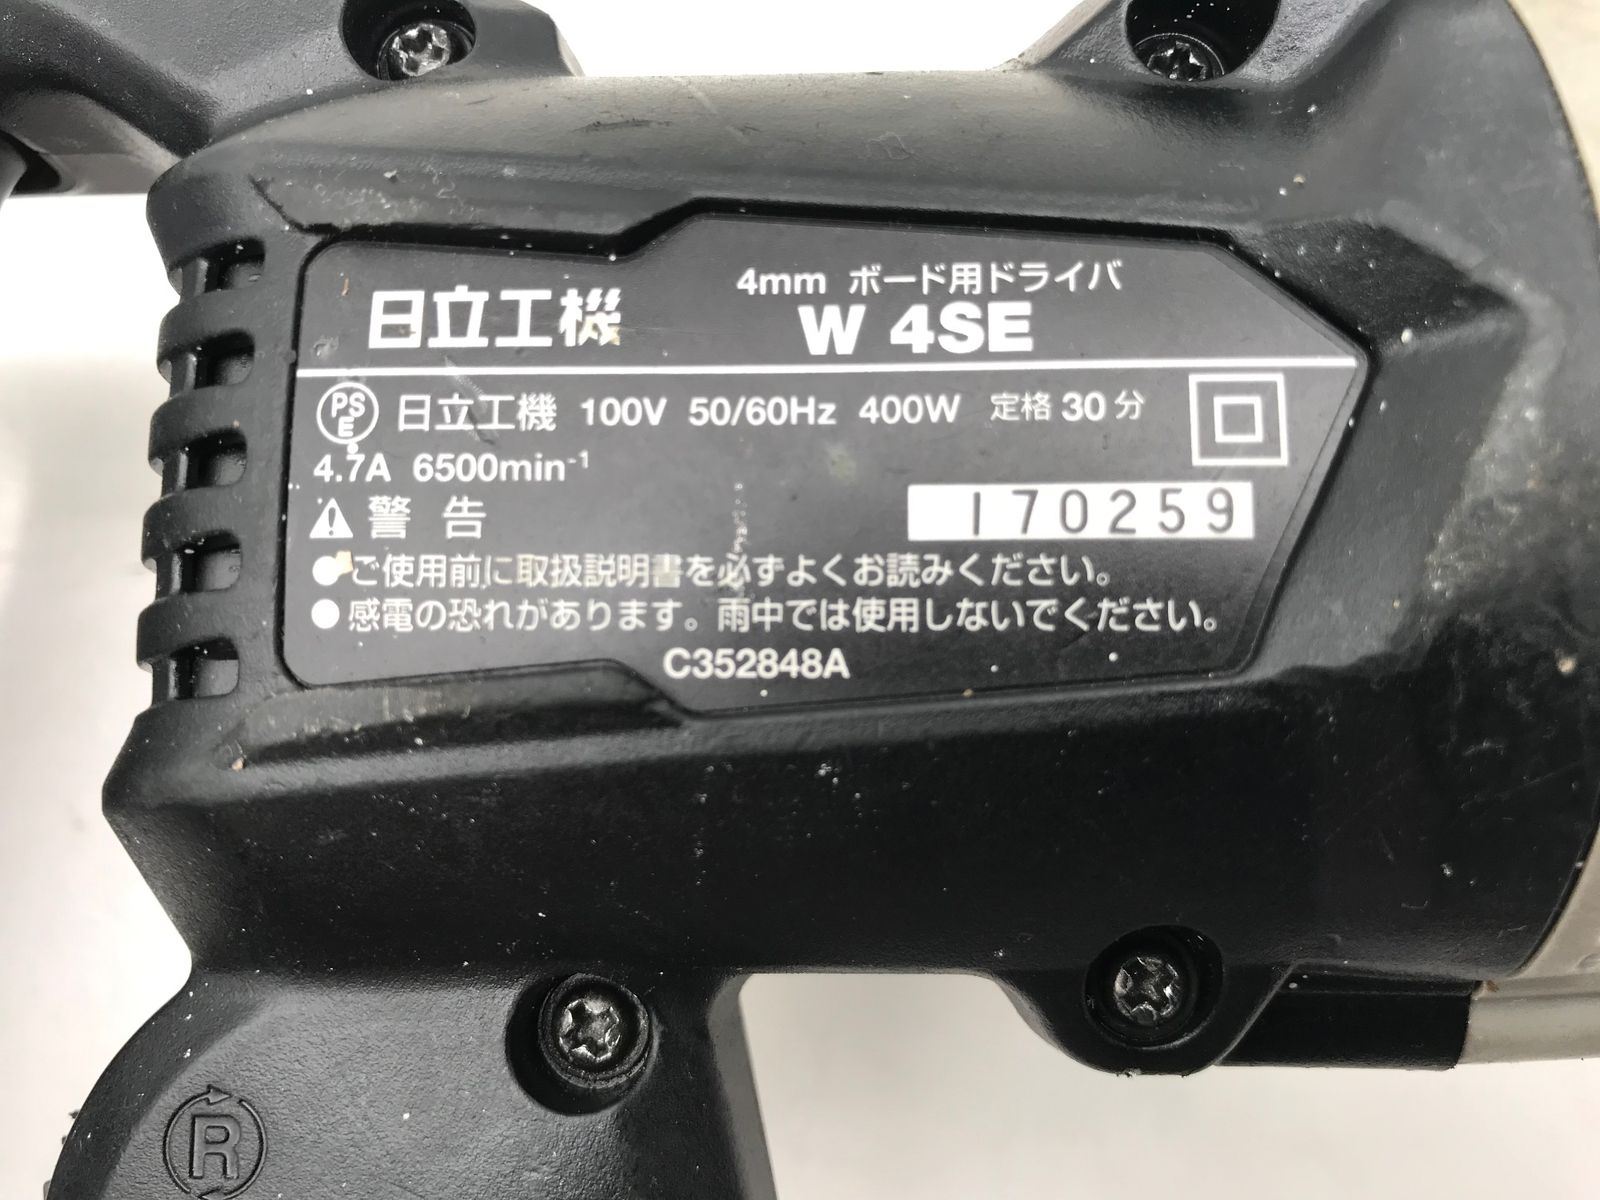 4mm ボード用ドライバ
日立工機 W 4SE
PSE 日立工機 100V 50/60Hz 400W 定格 30 分
4.7A 6500min⁻¹
警告
170259
●ご使用前に取扱説明書を必ずよくお読みください。
●感電の恐れがあります。雨中では使用しないでください。
C352848A
R